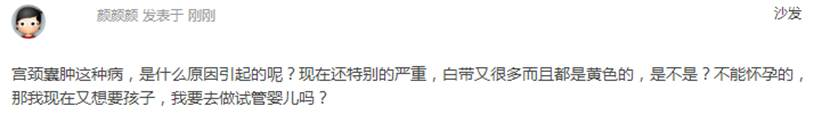 颜颜颜 发表于 刚刚
沙发
宫颈囊肿这种病，是什么原因引起的呢？现在还特别的严重，白带又很多而且都是黄色的，是不是？不能怀孕的，
那我现在又想要孩子，我要去做试管婴儿吗？